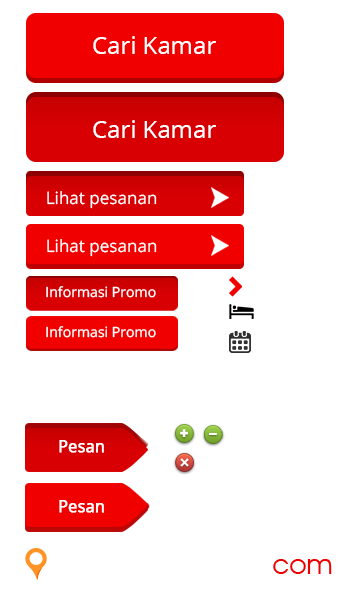 Cari Kamar
Cari Kamar
Lihat pesanan
Lihat pesanan
Informasi Promo
Informasi Promo
Pesan
Pesan
com